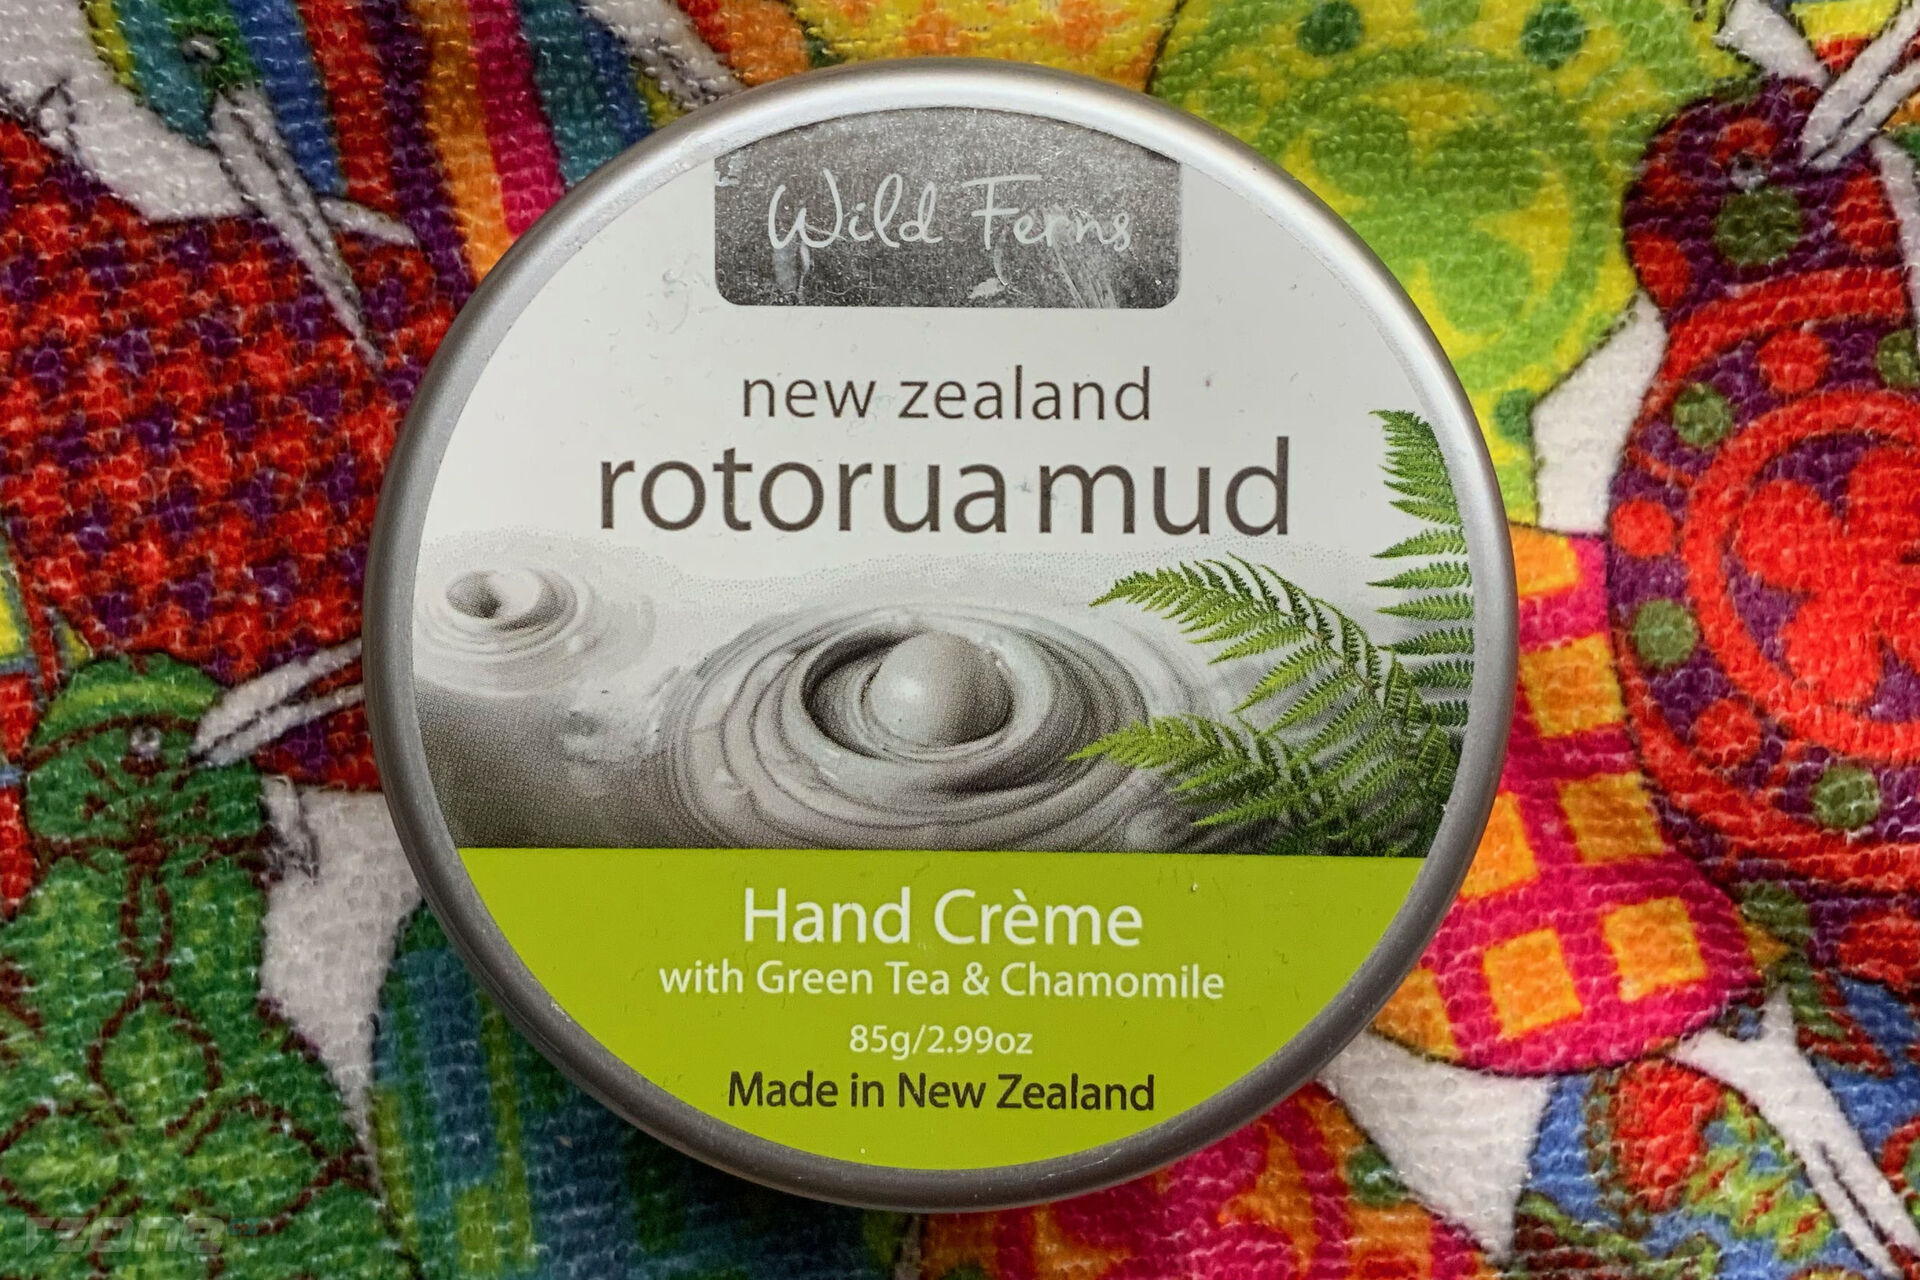 Wild Ferns
new zealand
rotorua mud
Hand Crème
with Green Tea & Chamomile
85g/2.99oz
Made in New Zealand